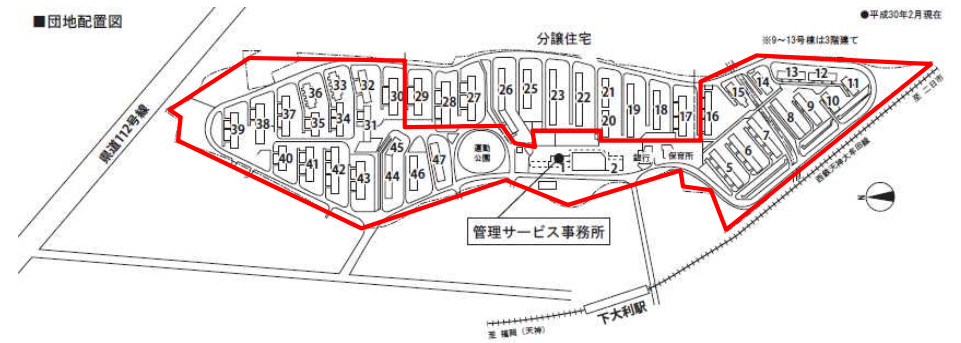 ■団地配置図
●平成30年2月現在
分譲住宅
※9～13号棟は3階建て
県道112号線
36
33
32
30
29
28
27
26
25
23
22
21
19
18
17
16
15
14
13
12
11
39
38
37
35
34
31
20
10
9
8
7
6
5
40
41
42
43
45
44
46
47
運動
公園
1
2
銀行
保育所
至 二日市
西鉄天神大牟田線
N
管理サービス事務所
下大利駅
至 福岡（天神）